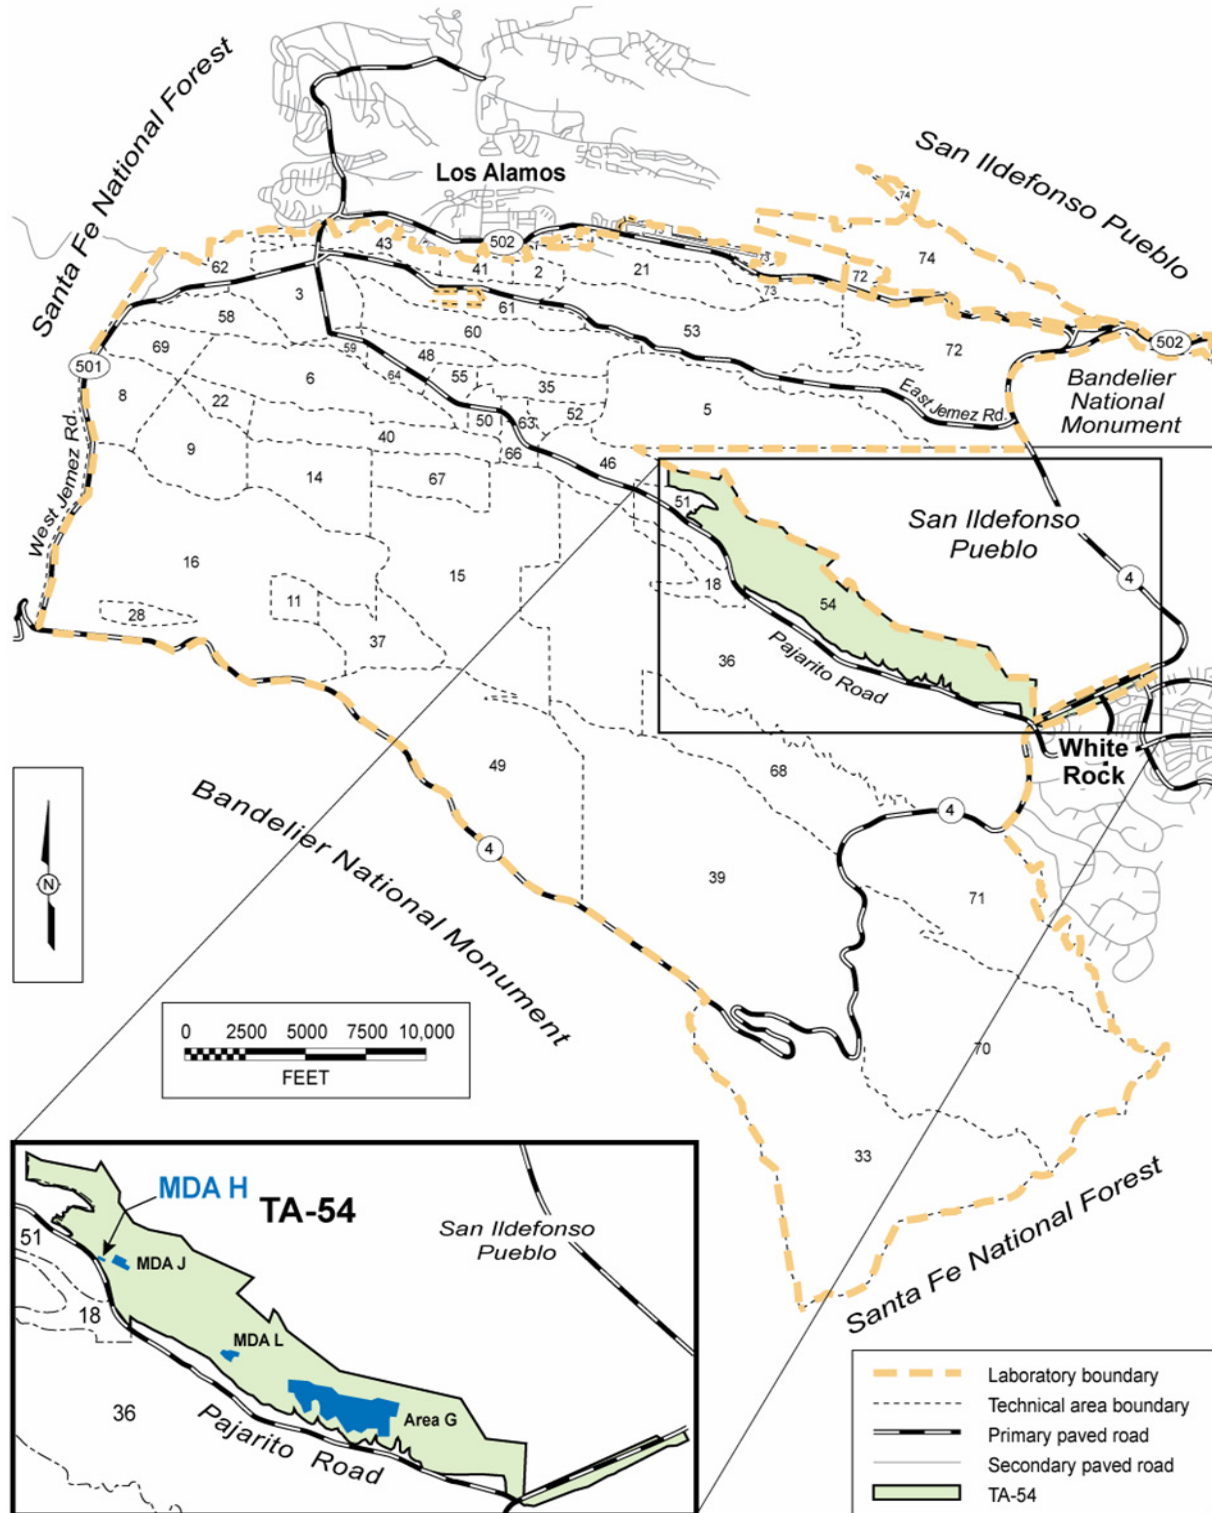 Santa Fe National Forest
Los Alamos
San Ildefonso
Pueblo
74
74
43
502
62
41
2
21
73
72
73
3
61
58
60
53
72
502
69
59
48
501
8
6
64
55
35
5
East Jemez Rd.
Bandelier
National
Monument
22
50
63
52
9
40
66
46
14
67
West Jemez Rd.
51
San Ildefonso
Pueblo
16
15
18
4
11
54
28
37
36
Pajarito Road
White
Rock
49
68
Bandelier National Monument
4
4
39
71
N
0 2500 5000 7500 10,000
FEET
70
33
Santa Fe National Forest
MDA H
TA-54
San Ildefonso
Pueblo
51
MDA J
18
MDA L
36
Area G
Pajarito Road
Laboratory boundary
Technical area boundary
Primary paved road
Secondary paved road
TA-54